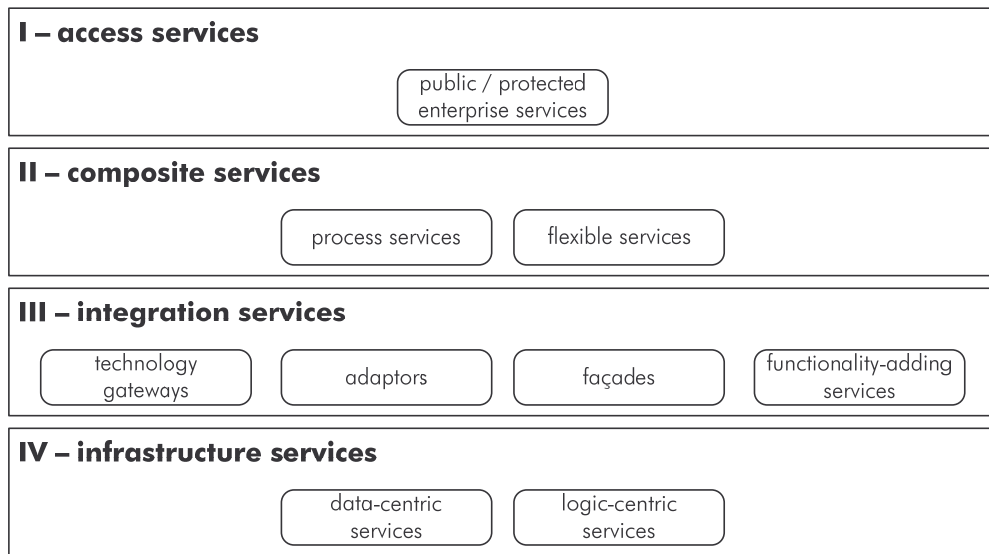 I – access services
public / protected
enterprise services
II – composite services
process services
flexible services
III – integration services
technology
gateways
adaptors
façades
functionality-adding
services
IV – infrastructure services
data-centric
services
logic-centric
services